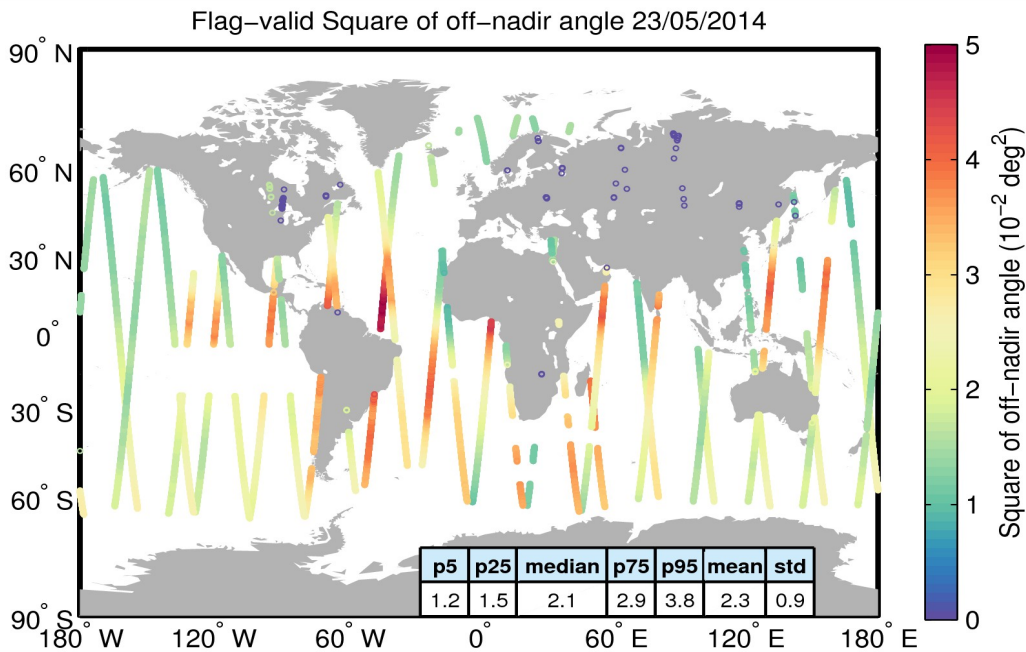 Flag-valid Square of off-nadir angle 23/05/2014
90° N
60° N
30° N
0°
30° S
60° S
90° S
180° W
120° W
60° W
0°
60° E
120° E
180° E
p5 p25 median p75 p95 mean std
1.2 1.5 2.1 2.9 3.8 2.3 0.9
5
4
3
2
1
0
Square of off-nadir angle (10⁻² deg²)